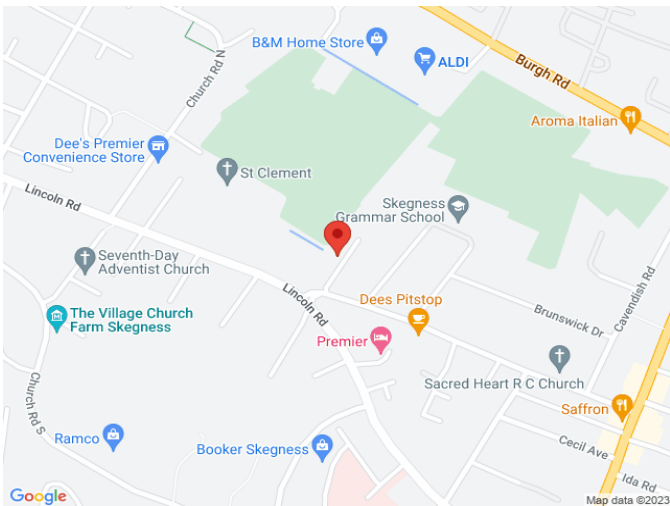 B&M Home Store
ALDI
Burgh Rd
Church Rd N
Aroma Italian
Dee's Premier
Convenience Store
St Clement
Lincoln Rd
Skegness
Grammar School
Seventh-Day
Adventist Church
Cavendish Rd
Lincoln Rd
Dees Pitstop
Brunswick Dr
The Village Church
Farm Skegness
Premier
Sacred Heart R C Church
Church Rd S
Saffron
Ramco
Booker Skegness
Cecil Ave
Ida Rd
Google
Map data ©2023